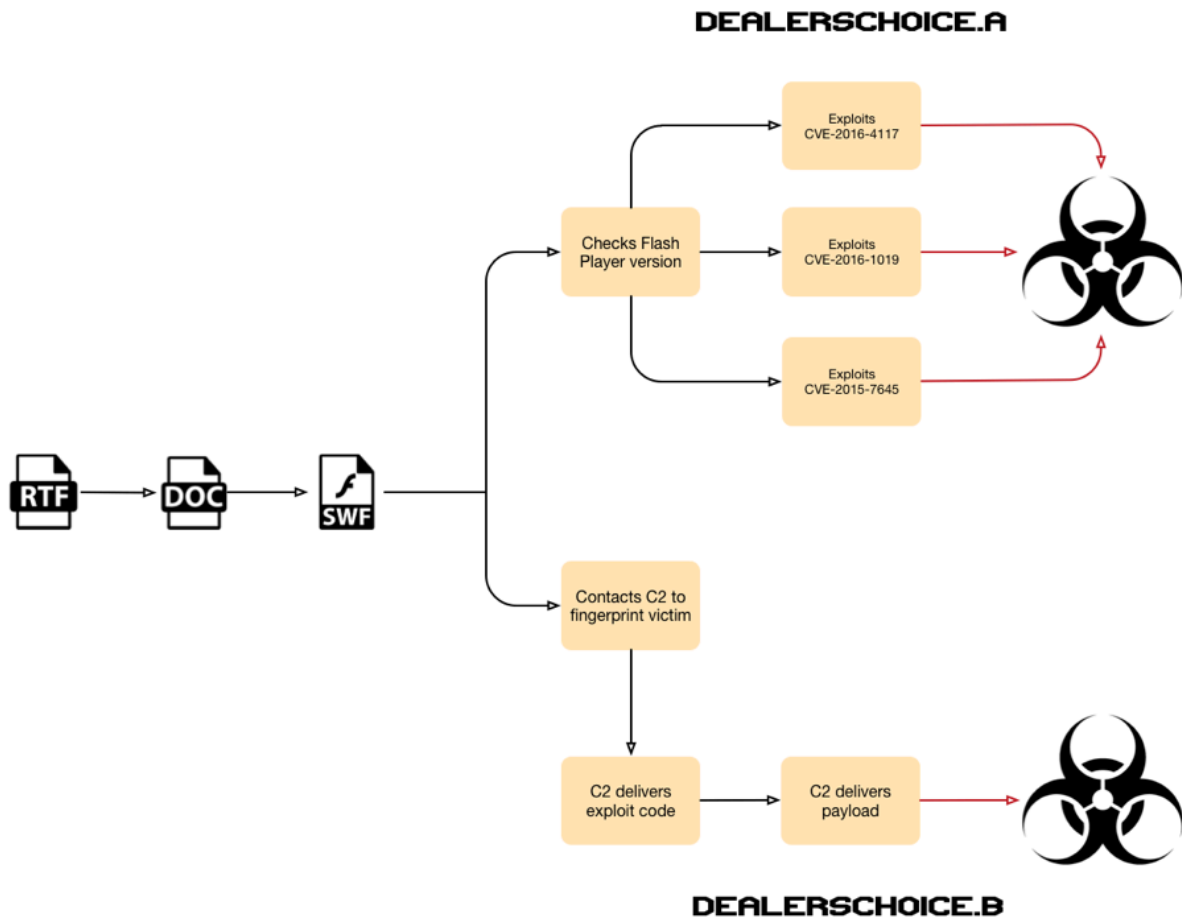 DEALERSCHOICE.A
Exploits
CVE-2016-4117
Checks Flash
Player version
Exploits
CVE-2016-1019
Exploits
CVE-2015-7645
RTF
DOC
SWF
Contacts C2 to
fingerprint victim
C2 delivers
exploit code
C2 delivers
payload
DEALERSCHOICE.B